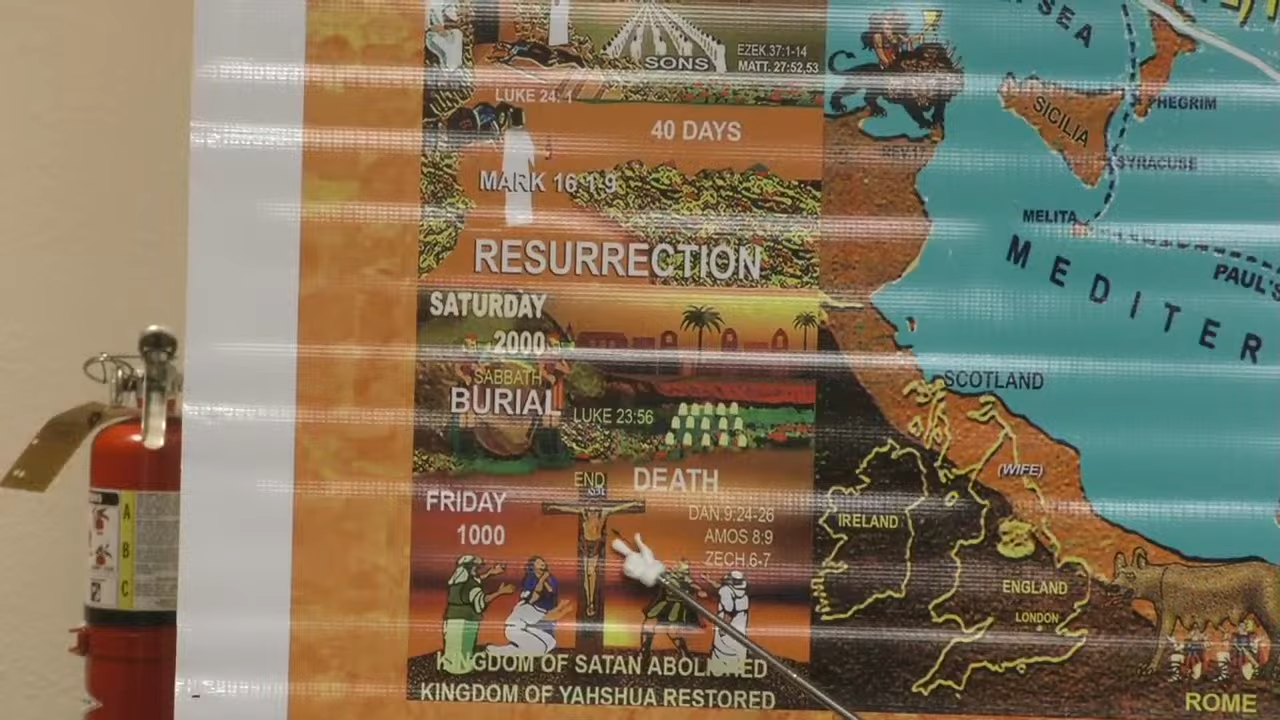 SONS
EZEK.37:1-14
MATT. 27:52,53
LUKE 24: 1
40 DAYS
MARK 16:1,9
RESURRECTION
SATURDAY
2000
SABBATH
BURIAL
LUKE 23:56
END
DEATH
FRIDAY
1000
DAN.9:24-26
AMOS 8:9
ZECH.6-7
KINGDOM OF SATAN ABOLISHED
KINGDOM OF YAHSHUA RESTORED
SEA
PHEGRIM
SICILIA
SYRACUSE
MELITA
MEDITER
PAUL'S
SCOTLAND
(WIFE)
IRELAND
ENGLAND
LONDON
ROME
A
B
C